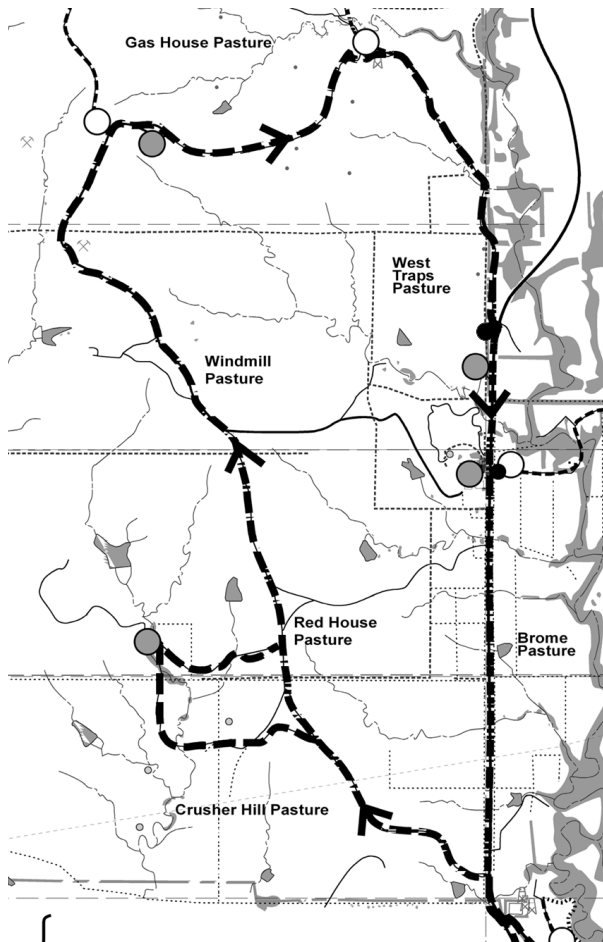 Gas House Pasture
West
Traps
Pasture
Windmill
Pasture
Red House
Pasture
Brome
Pasture
Crusher Hill Pasture